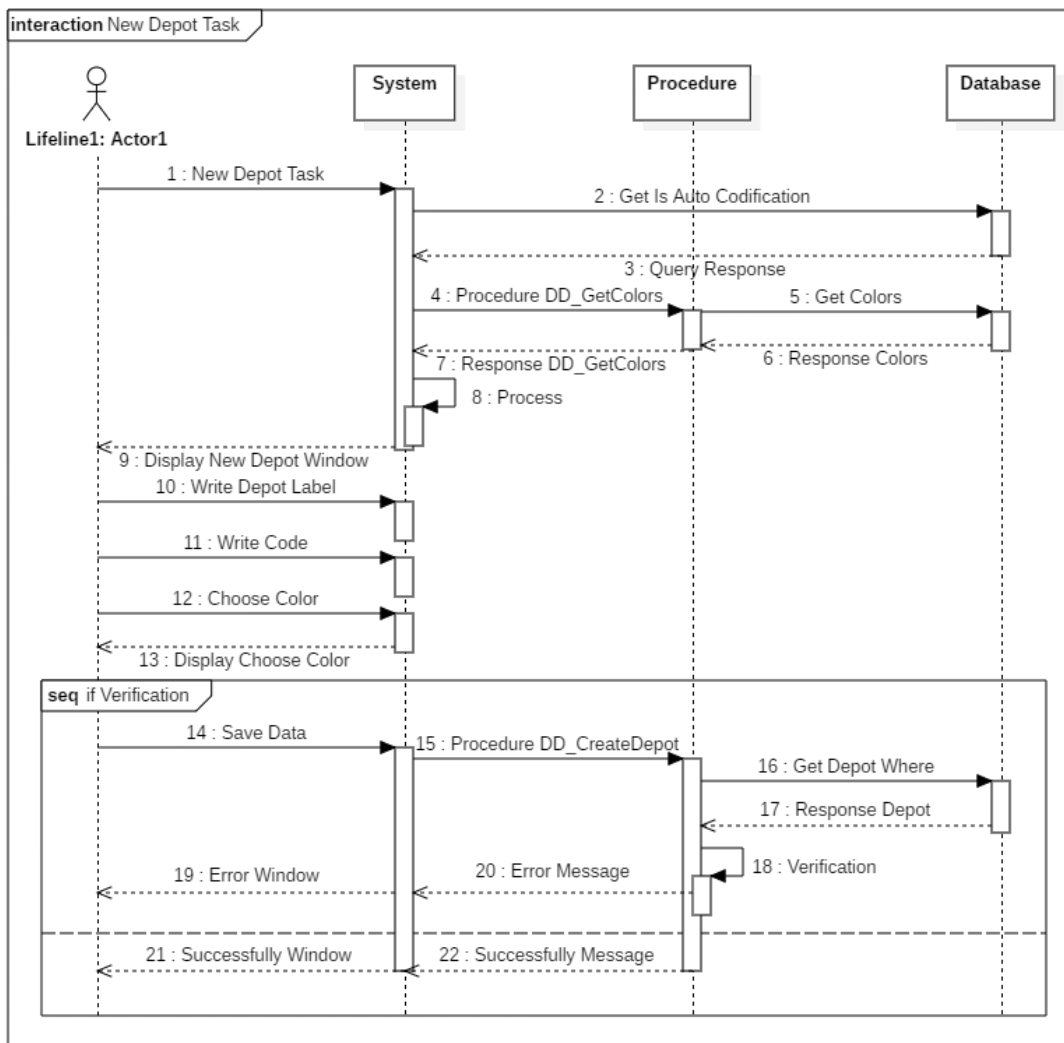 interaction New Depot Task
System
Procedure
Database
Lifeline1: Actor1
1 : New Depot Task
2 : Get Is Auto Codification
3 : Query Response
4 : Procedure DD_GetColors
5 : Get Colors
6 : Response Colors
7 : Response DD_GetColors
8 : Process
9 : Display New Depot Window
10 : Write Depot Label
11 : Write Code
12 : Choose Color
13 : Display Choose Color
seq if Verification
14 : Save Data
15 : Procedure DD_CreateDepot
16 : Get Depot Where
17 : Response Depot
18 : Verification
19 : Error Window
20 : Error Message
21 : Successfully Window
22 : Successfully Message